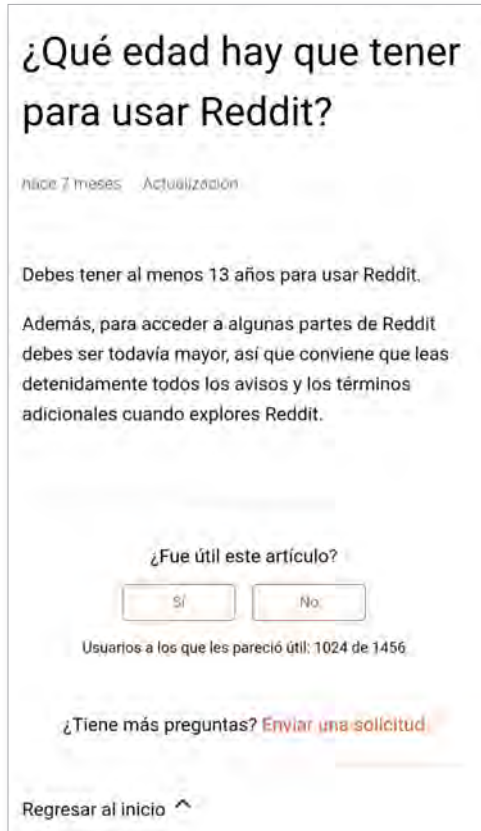 ¿Qué edad hay que tener
para usar Reddit?
hace 7 meses Actualización
Debes tener al menos 13 años para usar Reddit.
Además, para acceder a algunas partes de Reddit
debes ser todavía mayor, así que conviene que leas
detenidamente todos los avisos y los términos
adicionales cuando explores Reddit.
¿Fue útil este artículo?
Sí No
Usuarios a los que les pareció útil: 1024 de 1456
¿Tiene más preguntas? Enviar una solicitud
Regresar al inicio